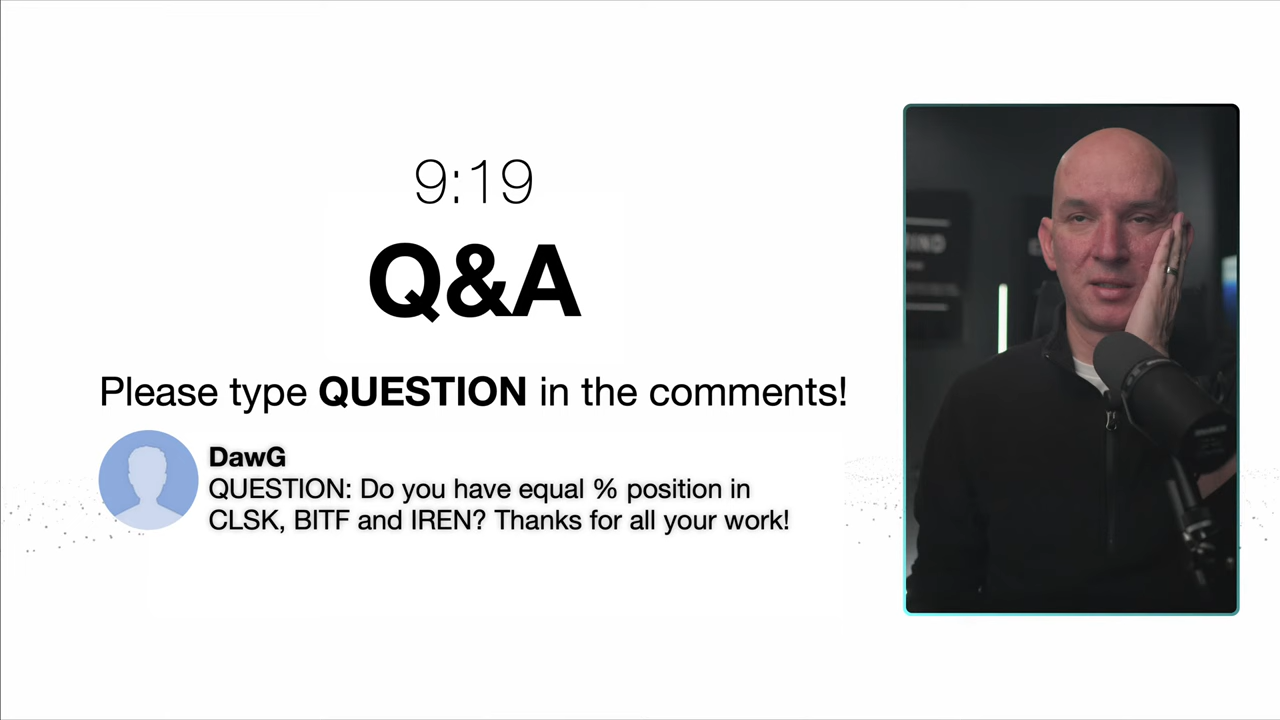 9:19
Q&A
Please type QUESTION in the comments!
DawG
QUESTION: Do you have equal % position in
CLSK, BITF and IREN? Thanks for all your work!